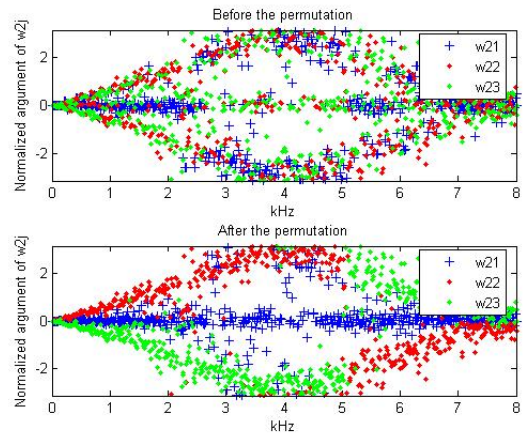 Before the permutation
Normalized argument of w2j
2
0
-2
w21
w22
w23
0 1 2 3 4 5 6 7 8
kHz
After the permutation
Normalized argument of w2j
2
0
-2
w21
w22
w23
0 1 2 3 4 5 6 7 8
kHz